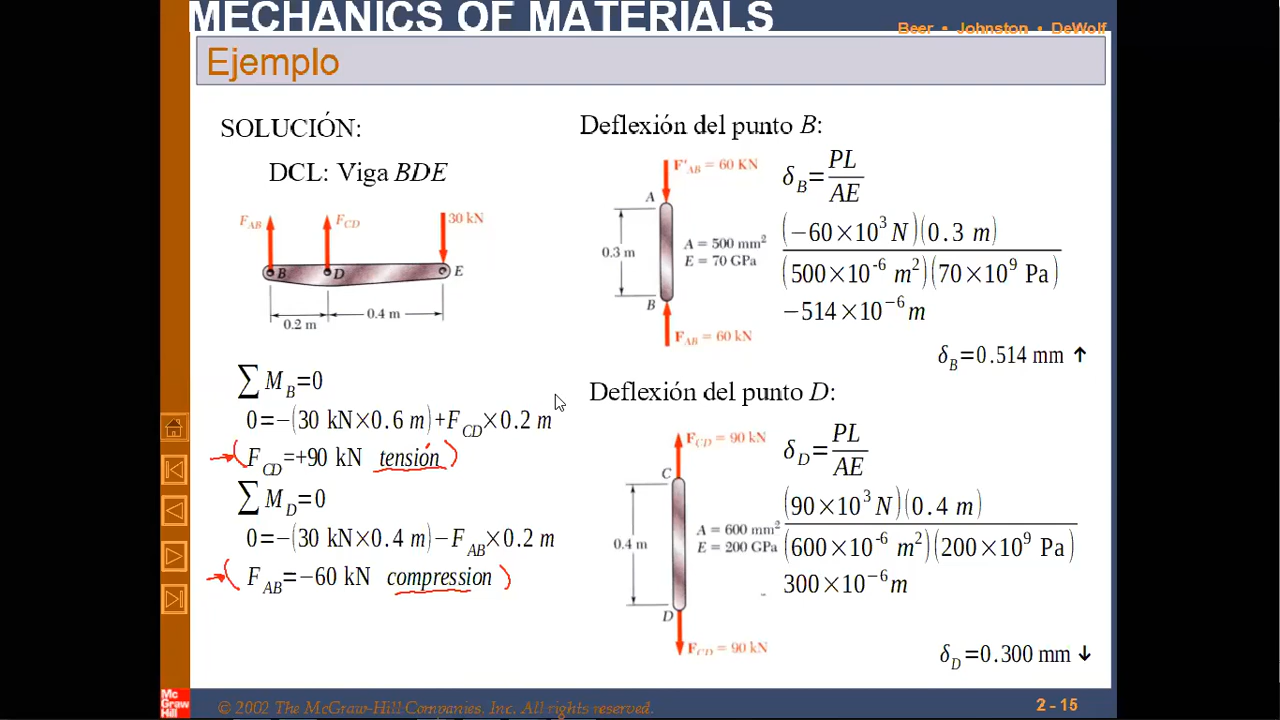 MECHANICS OF MATERIALS
Beer • Johnston • DeWolf
Ejemplo
SOLUCIÓN:
DCL: Viga BDE
F_AB
F_CD
30 kN
B
D
E
0.2 m
0.4 m
∑ M_B=0
0=−(30 kN×0.6 m)+F_CD×0.2 m
F_CD=+90 kN tensión
∑ M_D=0
0=−(30 kN×0.4 m)−F_AB×0.2 m
F_AB=−60 kN compression
Deflexión del punto B:
F'_AB = 60 KN
A
0.3 m
A = 500 mm²
E = 70 GPa
B
F_AB = 60 kN
δ_B=PL/AE
(−60×10³ N)(0.3 m)
(500×10⁻⁶ m²)(70×10⁹ Pa)
−514×10⁻⁶ m
δ_B=0.514 mm ↑
Deflexión del punto D:
F_CD = 90 kN
C
0.4 m
A = 600 mm²
E = 200 GPa
D
F_CD = 90 kN
δ_D=PL/AE
(90×10³ N)(0.4 m)
(600×10⁻⁶ m²)(200×10⁹ Pa)
300×10⁻⁶ m
δ_D=0.300 mm ↓
Mc
Graw
Hill
© 2002 The McGraw-Hill Companies, Inc. All rights reserved.
2 - 15